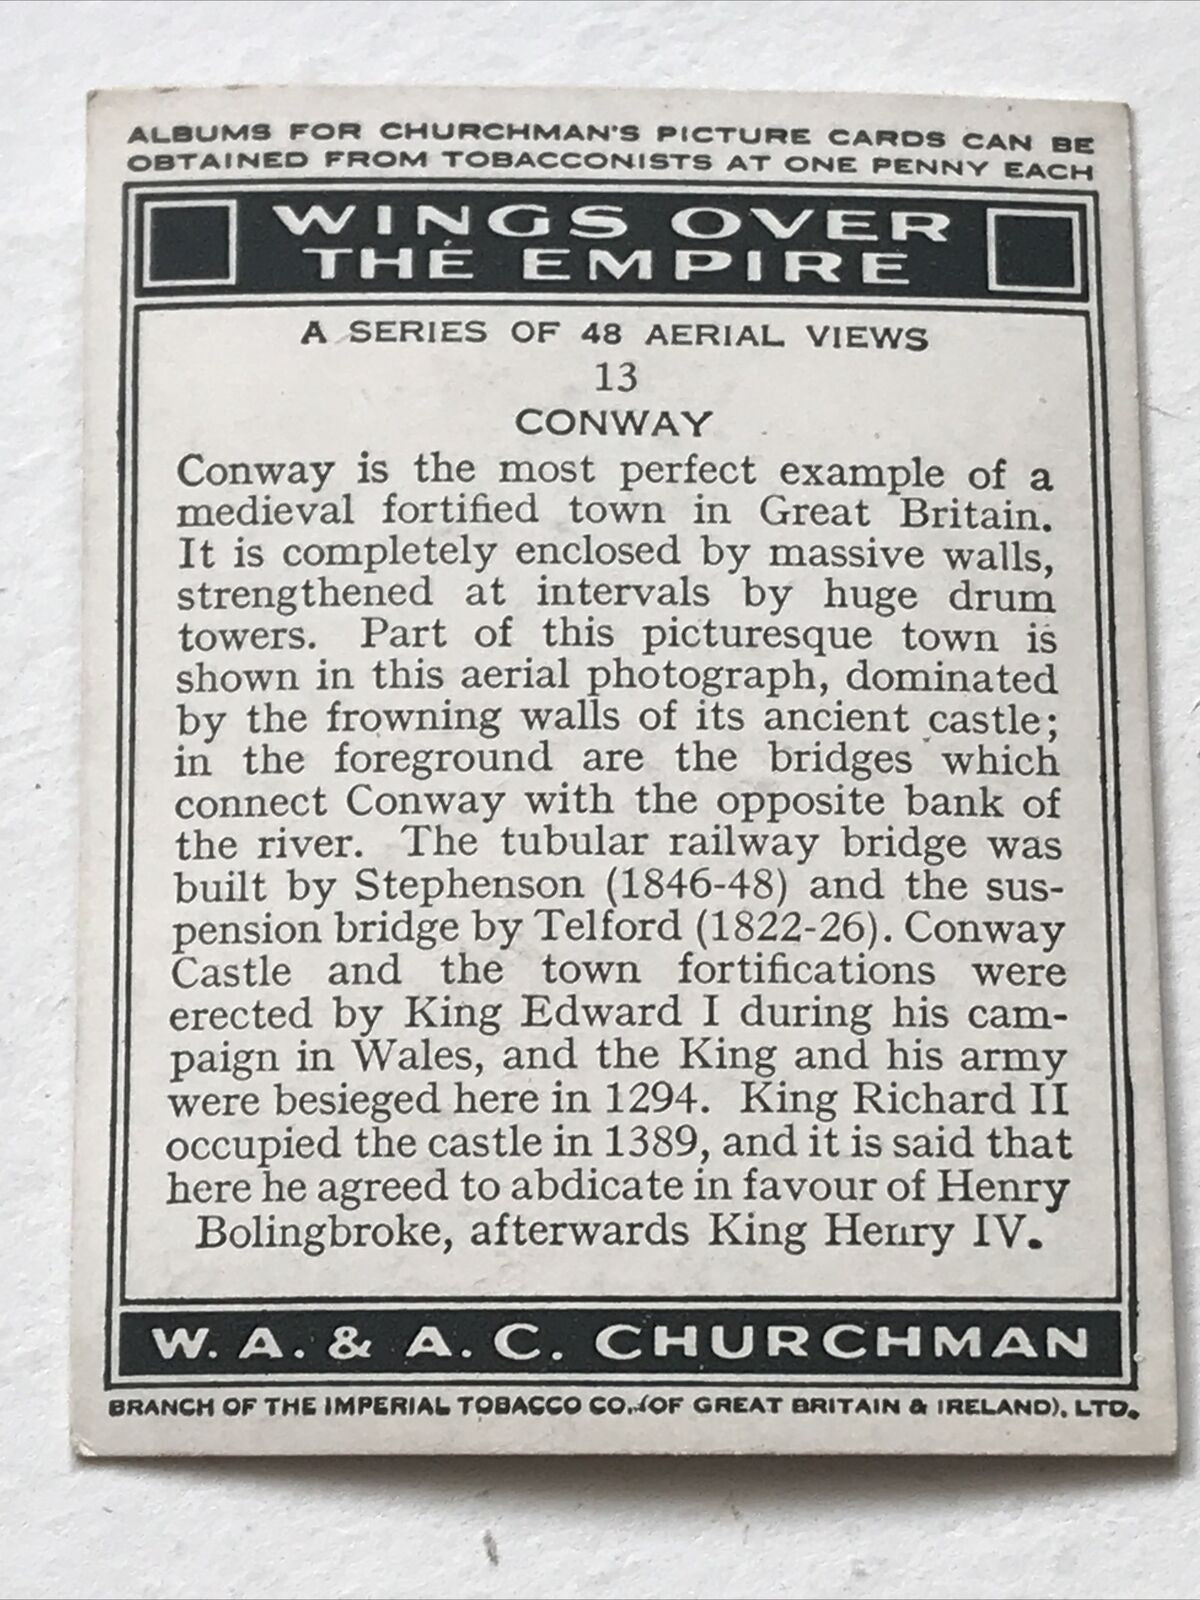 ALBUMS FOR CHURCHMAN'S PICTURE CARDS CAN BE
OBTAINED FROM TOBACCONISTS AT ONE PENNY EACH
WINGS OVER
THE EMPIRE
A SERIES OF 48 AERIAL VIEWS
13
CONWAY
Conway is the most perfect example of a
medieval fortified town in Great Britain.
It is completely enclosed by massive walls,
strengthened at intervals by huge drum
towers. Part of this picturesque town is
shown in this aerial photograph, dominated
by the frowning walls of its ancient castle;
in the foreground are the bridges which
connect Conway with the opposite bank of
the river. The tubular railway bridge was
built by Stephenson (1846-48) and the sus-
pension bridge by Telford (1822-26). Conway
Castle and the town fortifications were
erected by King Edward I during his cam-
paign in Wales, and the King and his army
were besieged here in 1294. King Richard II
occupied the castle in 1389, and it is said that
here he agreed to abdicate in favour of Henry
Bolingbroke, afterwards King Henry IV.
W. A. & A. C. CHURCHMAN
BRANCH OF THE IMPERIAL TOBACCO CO. (OF GREAT BRITAIN & IRELAND), LTD.